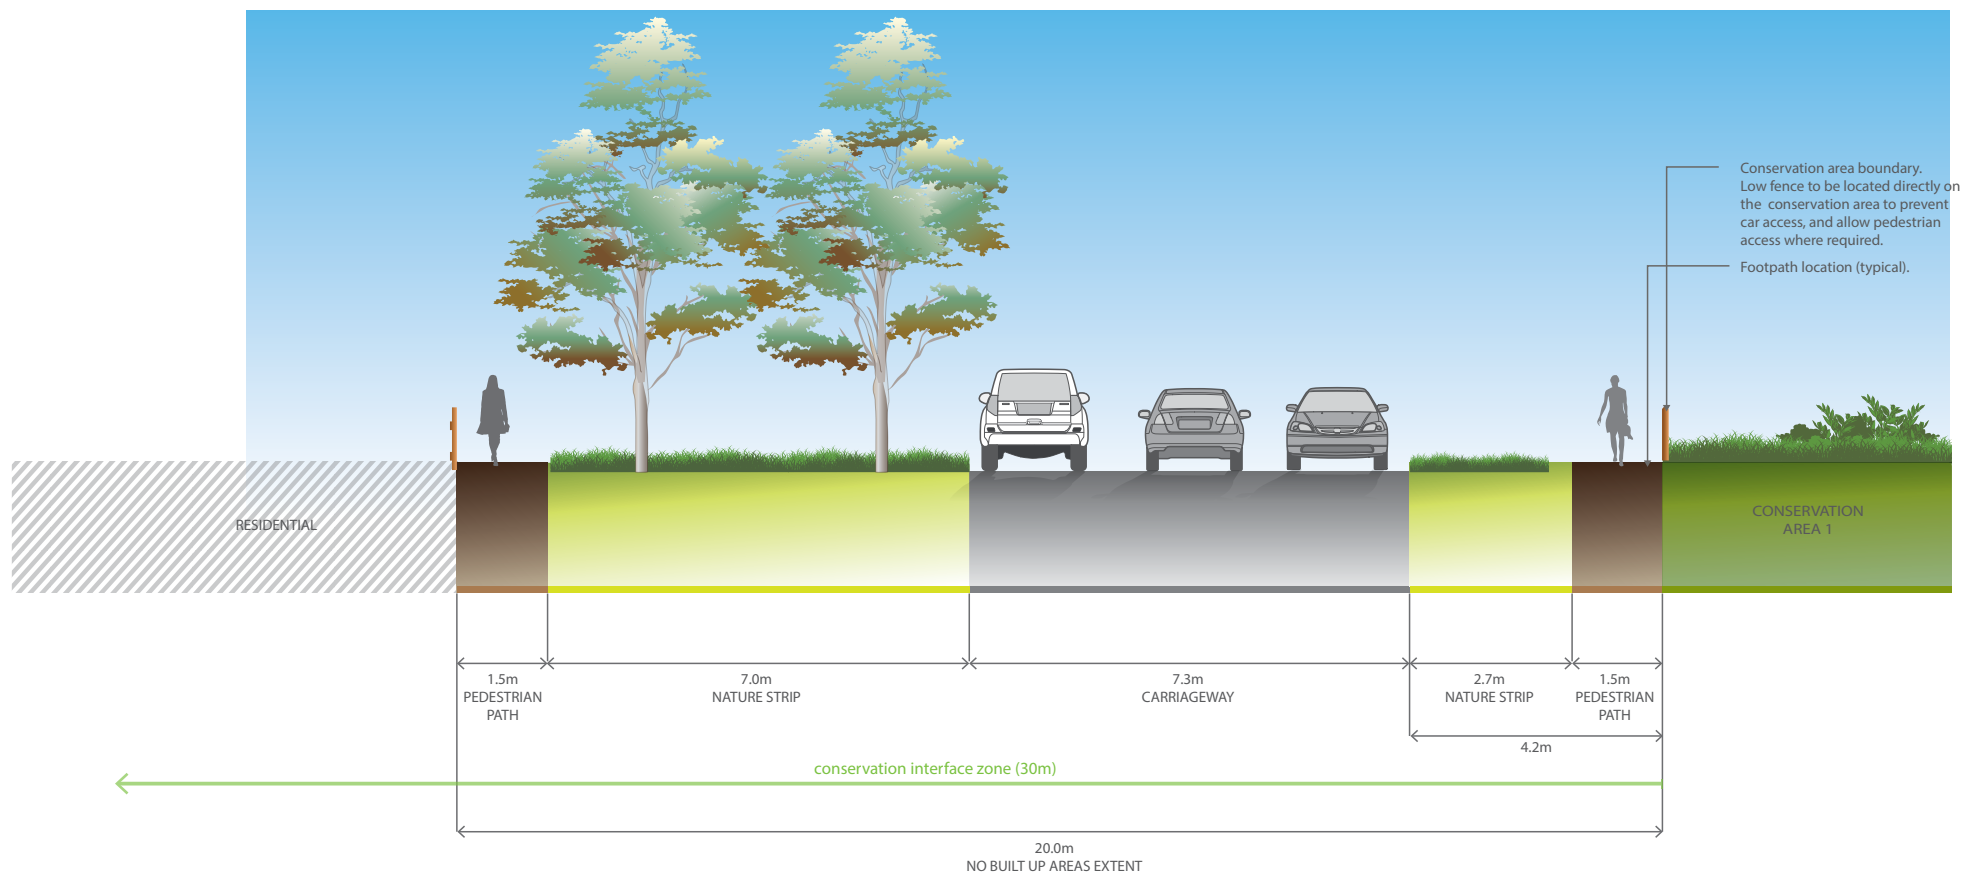 Conservation area boundary.
Low fence to be located directly on
the conservation area to prevent
car access, and allow pedestrian
access where required.
Footpath location (typical).
RESIDENTIAL
CONSERVATION
AREA 1
1.5m
PEDESTRIAN
PATH
7.0m
NATURE STRIP
7.3m
CARRIAGEWAY
2.7m
NATURE STRIP
1.5m
PEDESTRIAN
PATH
4.2m
conservation interface zone (30m)
20.0m
NO BUILT UP AREAS EXTENT